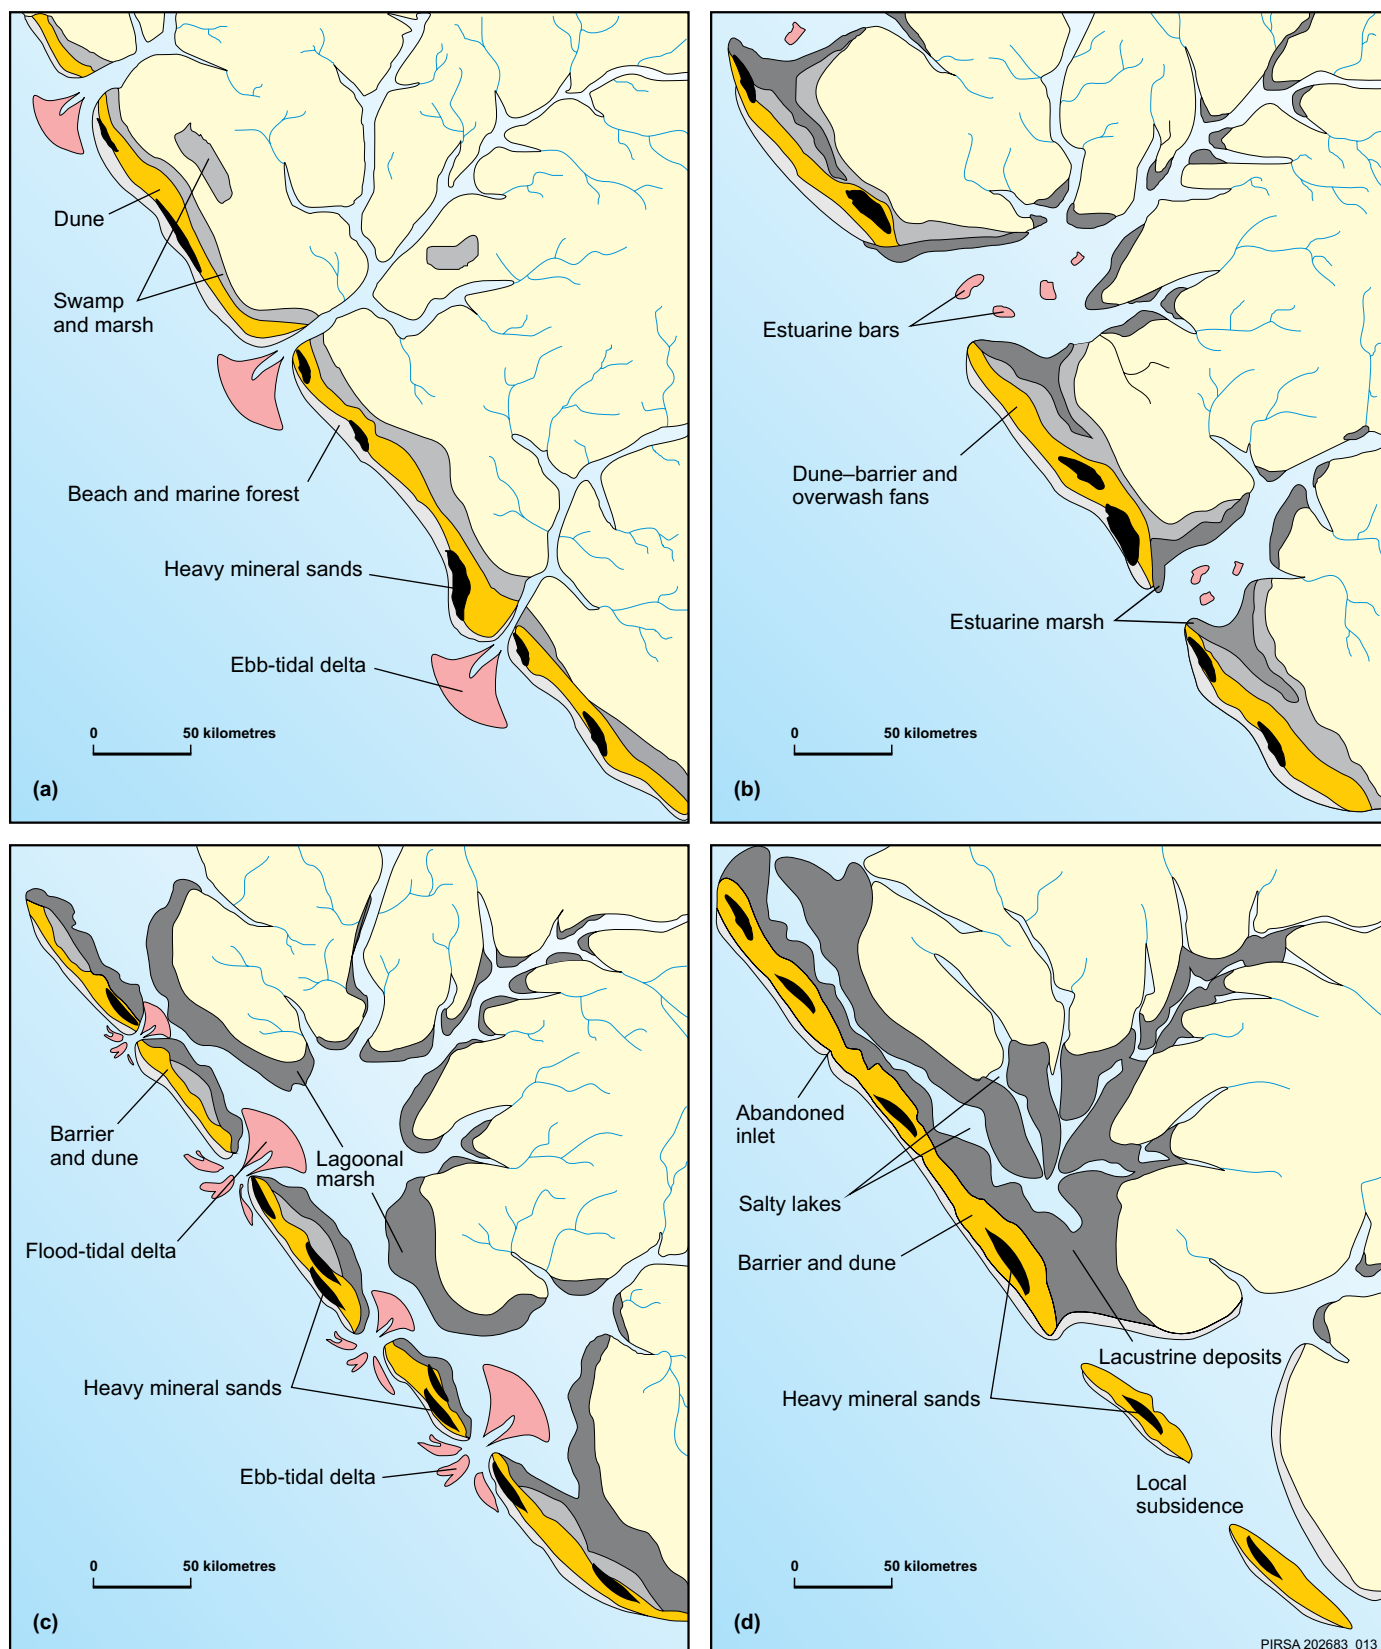 Dune
Swamp
and marsh
Beach and marine forest
Heavy mineral sands
Ebb-tidal delta
0 50 kilometres
(a)
Estuarine bars
Dune–barrier and
overwash fans
Estuarine marsh
0 50 kilometres
(b)
Barrier
and dune
Lagoonal
marsh
Flood-tidal delta
Heavy mineral sands
Ebb-tidal delta
0 50 kilometres
(c)
Abandoned
inlet
Salty lakes
Barrier and dune
Lacustrine deposits
Heavy mineral sands
Local
subsidence
0 50 kilometres
(d)
PIRSA 202683_013